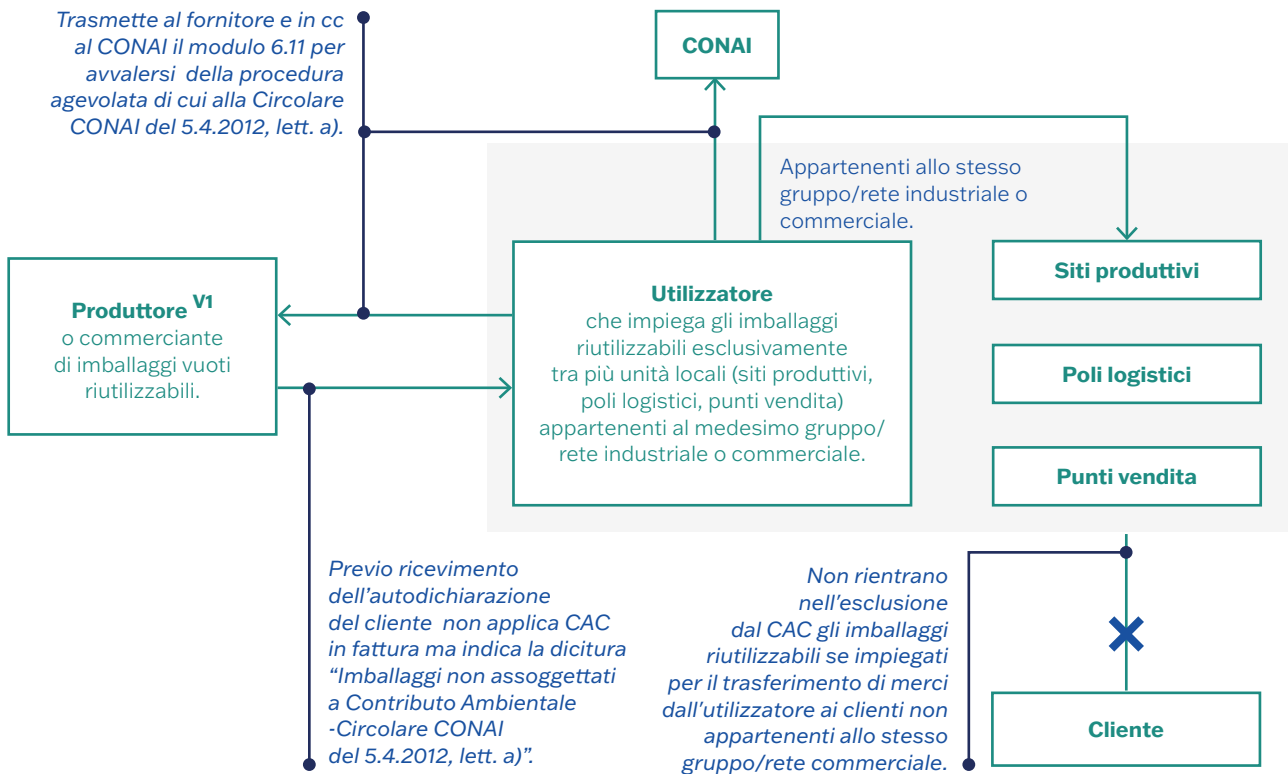 Trasmette al fornitore e in cc
al CONAI il modulo 6.11 per
avvalersi della procedura
agevolata di cui alla Circolare
CONAI del 5.4.2012, lett. a).
CONAI
Appartenenti allo stesso
gruppo/rete industriale o
commerciale.
Produttore V1
o commerciante
di imballaggi vuoti
riutilizzabili.
Utilizzatore
che impiega gli imballaggi
riutilizzabili esclusivamente
tra più unità locali (siti produttivi,
poli logistici, punti vendita)
appartenenti al medesimo gruppo/
rete industriale o commerciale.
Siti produttivi
Poli logistici
Punti vendita
Previo ricevimento
dell’autodichiarazione
del cliente non applica CAC
in fattura ma indica la dicitura
“Imballaggi non assoggettati
a Contributo Ambientale
-Circolare CONAI
del 5.4.2012, lett. a)”.
Non rientrano
nell'esclusione
dal CAC gli imballaggi
riutilizzabili se impiegati
per il trasferimento di merci
dall'utilizzatore ai clienti non
appartenenti allo stesso
gruppo/rete commerciale.
Cliente